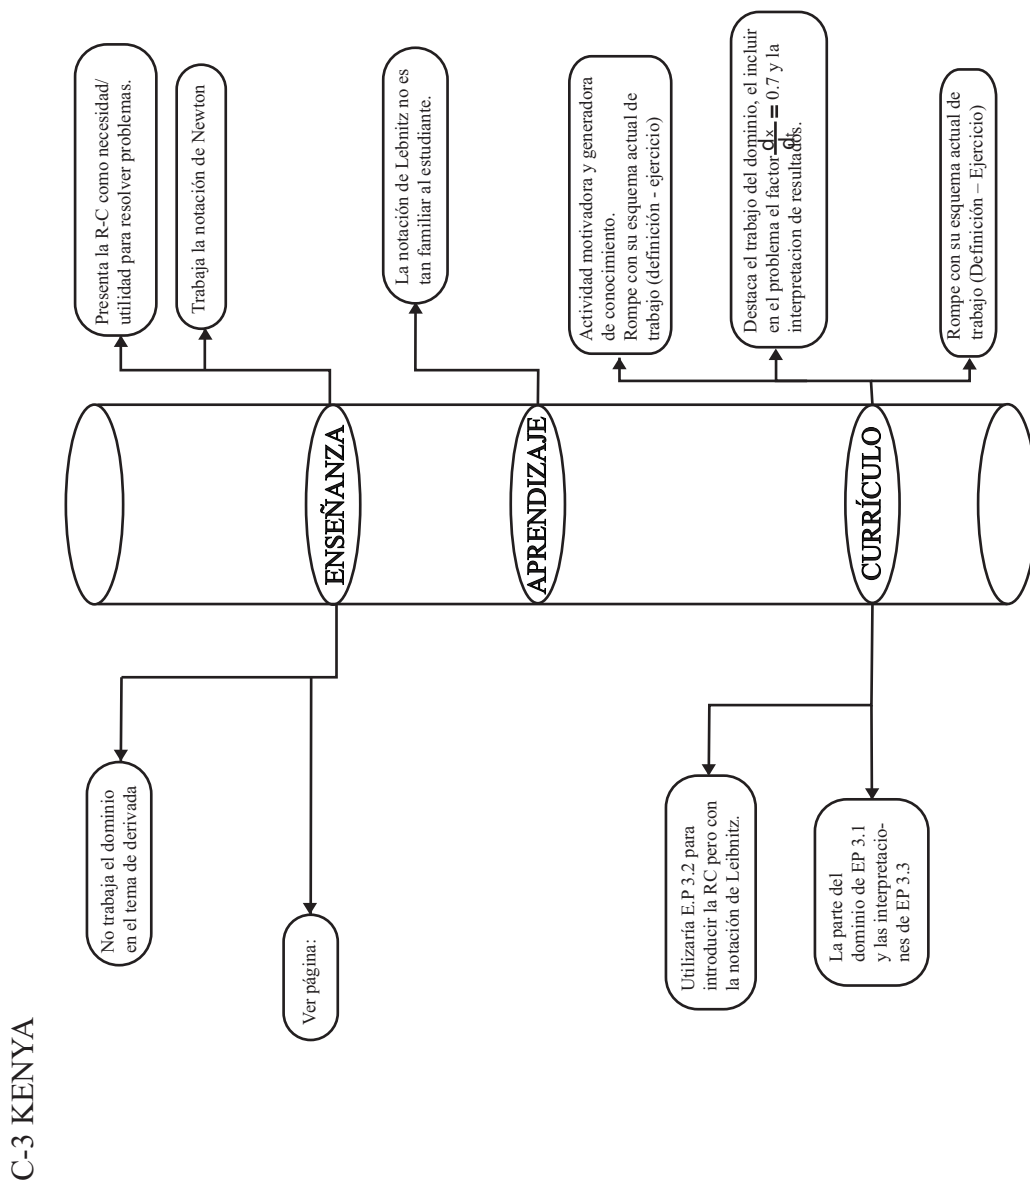 C-3 KENYA
No trabaja el dominio
en el tema de derivada
Ver página:
Utilizaría E.P 3.2 para
introducir la RC pero con
la notación de Leibnitz.
La parte del
dominio de EP 3.1
y las interpretacio-
nes de EP 3.3
ENSEÑANZA
APRENDIZAJE
CURRÍCULO
Presenta la R-C como necesidad/
utilidad para resolver problemas.
Trabaja la notación de Newton
La notación de Lebnitz no es
tan familiar al estudiante.
Actividad motivadora y generadora
de conocimiento.
Rompe con su esquema actual de
trabajo (definición - ejercicio)
Destaca el trabajo del dominio, el incluir
en el problema el factor dx/dt = 0.7 y la
interpretacion de resultados.
Rompe con su esquema actual de
trabajo (Definición – Ejercicio)